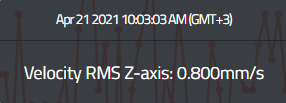 Apr 21 2021 10:03:03 AM (GMT+3)
Velocity RMS Z-axis: 0.800mm/s